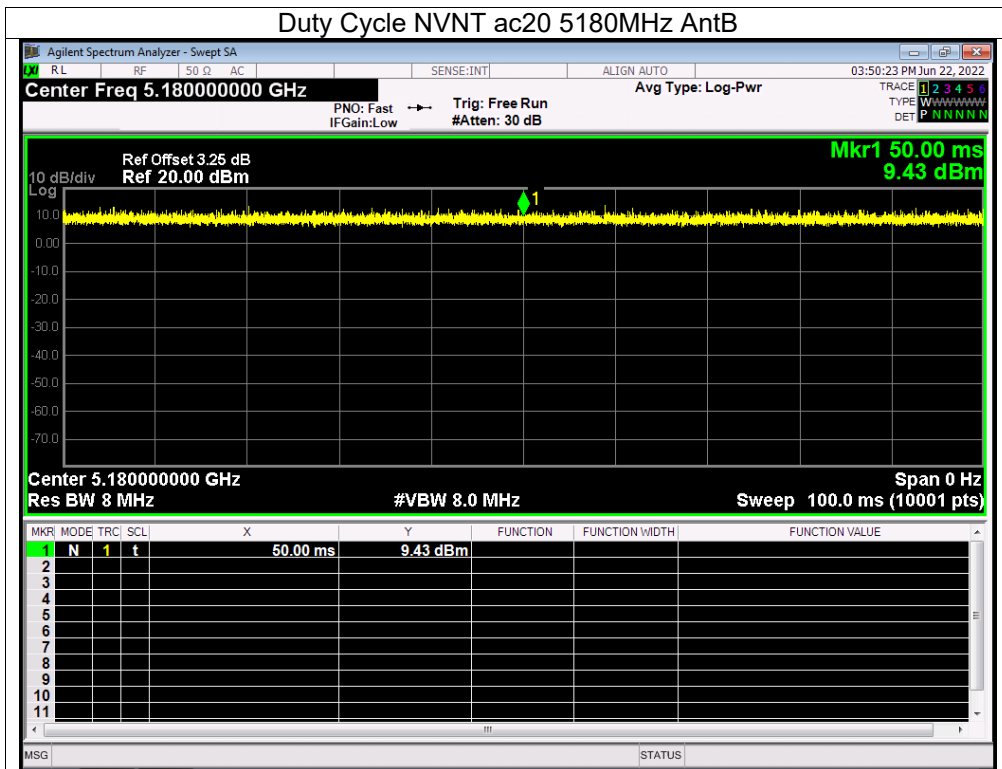 Duty Cycle NVNT ac20 5180MHz AntB
Agilent Spectrum Analyzer - Swept SA
LXI RL RF 50 Ω AC SENSE:INT ALIGN AUTO 03:50:23 PM Jun 22, 2022
Center Freq 5.180000000 GHz Avg Type: Log-Pwr TRACE 1 2 3 4 5 6
PNO: Fast Trig: Free Run TYPE WWWWWW
IFGain:Low #Atten: 30 dB DET P N N N N N
Mkr1 50.00 ms
Ref Offset 3.25 dB
10 dB/div Ref 20.00 dBm 9.43 dBm
Log
1
10.0
0.00
-10.0
-20.0
-30.0
-40.0
-50.0
-60.0
-70.0
Center 5.180000000 GHz Span 0 Hz
Res BW 8 MHz #VBW 8.0 MHz Sweep 100.0 ms (10001 pts)
MKR MODE TRC SCL X Y FUNCTION FUNCTION WIDTH FUNCTION VALUE
1 N 1 t 50.00 ms 9.43 dBm
2
3
4
5
6
7
8
9
10
11
MSG STATUS